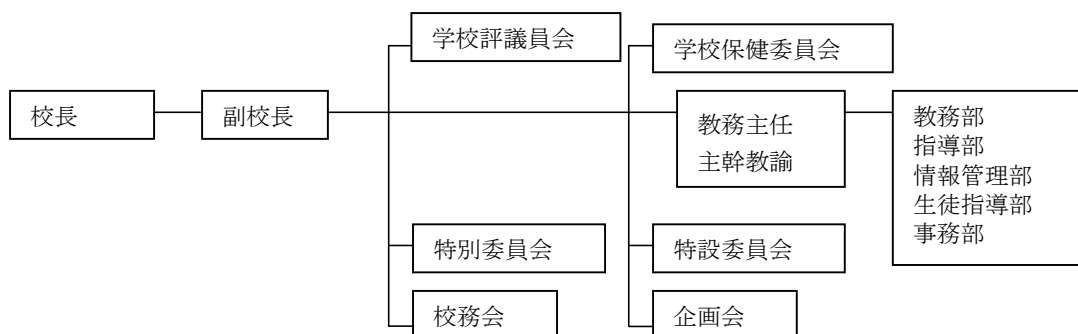 学校評議員会
学校保健委員会
校長
副校長
教務主任
主幹教諭
教務部
指導部
情報管理部
生徒指導部
事務部
特別委員会
特設委員会
校務会
企画会